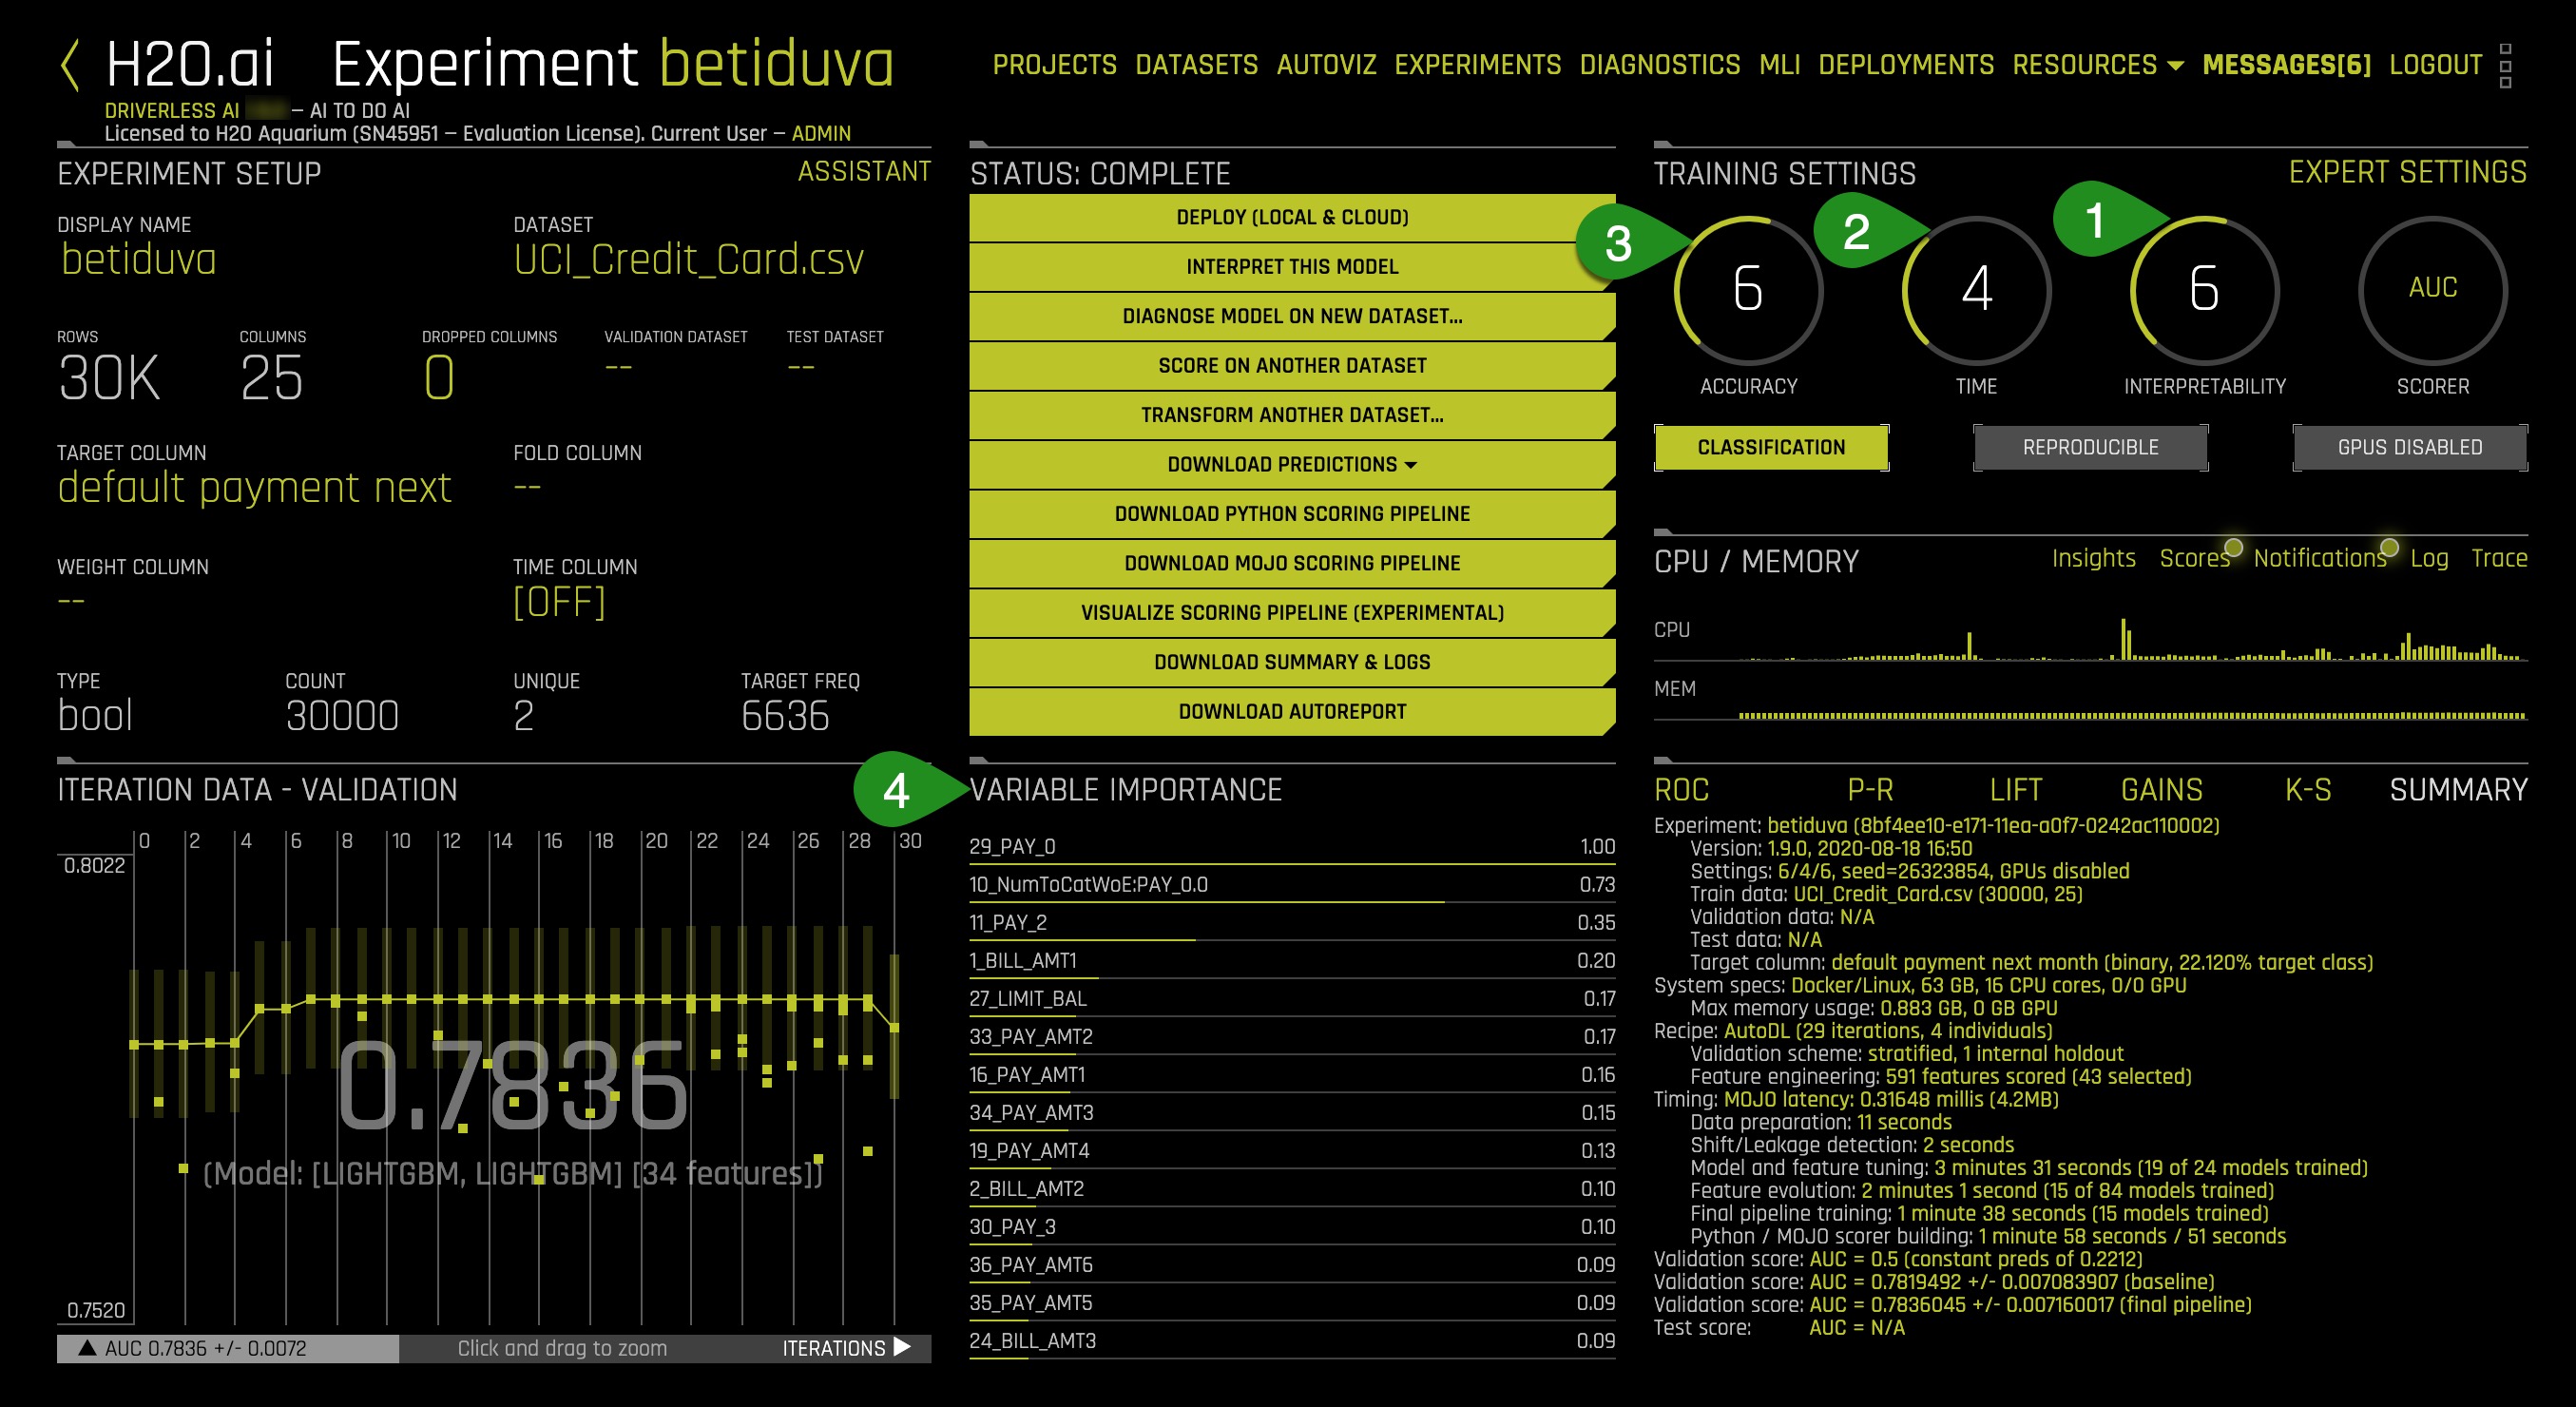 H2O.ai Experiment betiduva
PROJECTS DATASETS AUTOVIZ EXPERIMENTS DIAGNOSTICS MLI DEPLOYMENTS RESOURCES MESSAGES[6] LOGOUT
DRIVERLESS AI — AI TO DO AI
Licensed to H2O Aquarium (SN45951 — Evaluation License). Current User — ADMIN
EXPERIMENT SETUP ASSISTANT
DISPLAY NAME DATASET
betiduva UCI_Credit_Card.csv
ROWS COLUMNS DROPPED COLUMNS VALIDATION DATASET TEST DATASET
30K 25 0 -- --
TARGET COLUMN FOLD COLUMN
default payment next --
WEIGHT COLUMN TIME COLUMN
-- [OFF]
TYPE COUNT UNIQUE TARGET FREQ
bool 30000 2 6636
STATUS: COMPLETE
DEPLOY (LOCAL & CLOUD)
INTERPRET THIS MODEL
DIAGNOSE MODEL ON NEW DATASET...
SCORE ON ANOTHER DATASET
TRANSFORM ANOTHER DATASET...
DOWNLOAD PREDICTIONS
DOWNLOAD PYTHON SCORING PIPELINE
DOWNLOAD MOJO SCORING PIPELINE
VISUALIZE SCORING PIPELINE (EXPERIMENTAL)
DOWNLOAD SUMMARY & LOGS
DOWNLOAD AUTOREPORT
TRAINING SETTINGS EXPERT SETTINGS
3 2 1
6 4 6 AUC
ACCURACY TIME INTERPRETABILITY SCORER
CLASSIFICATION REPRODUCIBLE GPUS DISABLED
CPU / MEMORY Insights Scores Notifications Log Trace
CPU
MEM
ITERATION DATA - VALIDATION
0 2 4 6 8 10 12 14 16 18 20 22 24 26 28 30
0.8022
0.7836
(Model: [LIGHTGBM, LIGHTGBM] [34 features])
0.7520
AUC 0.7836 +/- 0.0072 Click and drag to zoom ITERATIONS
4
VARIABLE IMPORTANCE
29_PAY_0 1.00
10_NumToCatWoE:PAY_0.0 0.73
11_PAY_2 0.35
1_BILL_AMT1 0.20
27_LIMIT_BAL 0.17
33_PAY_AMT2 0.17
16_PAY_AMT1 0.16
34_PAY_AMT3 0.15
19_PAY_AMT4 0.13
2_BILL_AMT2 0.10
30_PAY_3 0.10
36_PAY_AMT6 0.09
35_PAY_AMT5 0.09
24_BILL_AMT3 0.09
ROC P-R LIFT GAINS K-S SUMMARY
Experiment: betiduva (8bf4ee10-e171-11ea-a0f7-0242ac110002)
Version: 1.9.0, 2020-08-18 16:50
Settings: 6/4/6, seed=26323854, GPUs disabled
Train data: UCI_Credit_Card.csv (30000, 25)
Validation data: N/A
Test data: N/A
Target column: default payment next month (binary, 22.120% target class)
System specs: Docker/Linux, 63 GB, 16 CPU cores, 0/0 GPU
Max memory usage: 0.883 GB, 0 GB GPU
Recipe: AutoDL (29 iterations, 4 individuals)
Validation scheme: stratified, 1 internal holdout
Feature engineering: 591 features scored (43 selected)
Timing: MOJO latency: 0.31648 millis (4.2MB)
Data preparation: 11 seconds
Shift/Leakage detection: 2 seconds
Model and feature tuning: 3 minutes 31 seconds (19 of 24 models trained)
Feature evolution: 2 minutes 1 second (15 of 84 models trained)
Final pipeline training: 1 minute 38 seconds (15 models trained)
Python / MOJO scorer building: 1 minute 58 seconds / 51 seconds
Validation score: AUC = 0.5 (constant preds of 0.2212)
Validation score: AUC = 0.7819492 +/- 0.007083907 (baseline)
Validation score: AUC = 0.7836045 +/- 0.007160017 (final pipeline)
Test score: AUC = N/A